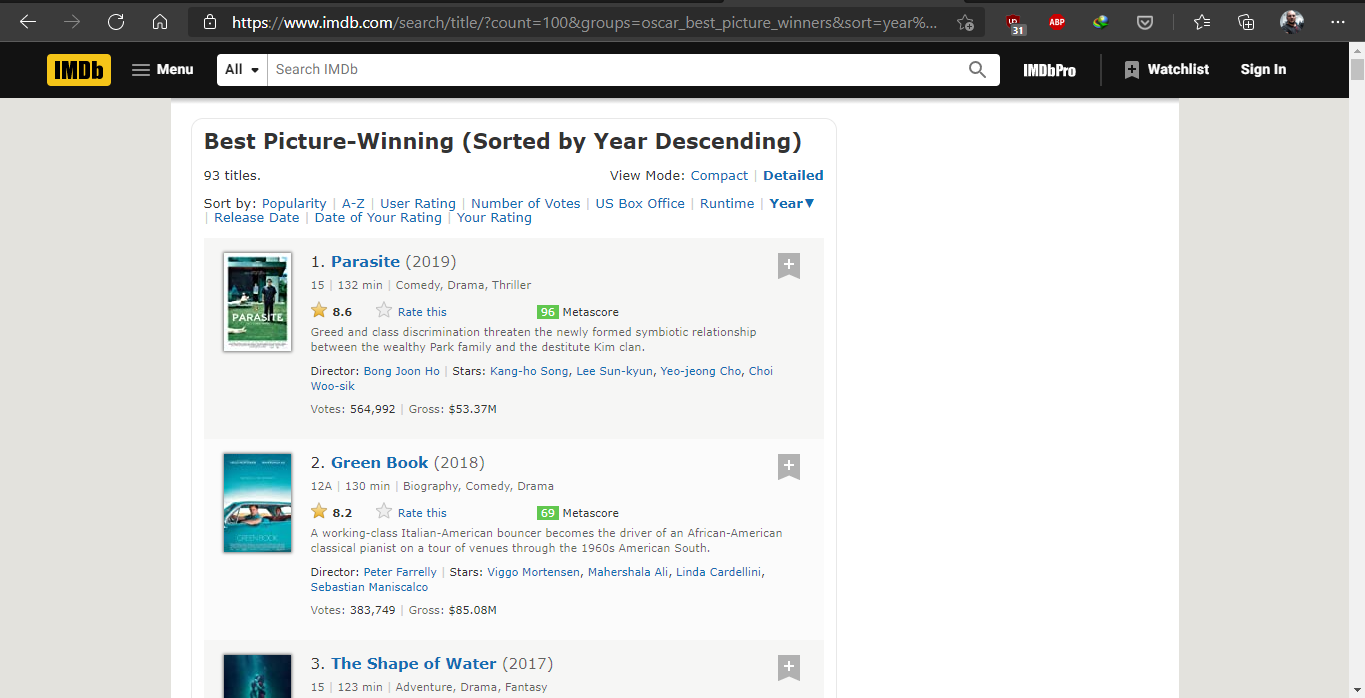 https://www.imdb.com/search/title/?count=100&groups=oscar_best_picture_winners&sort=year%...
31
ABP
IMDb
Menu
All
Search IMDb
IMDbPro
Watchlist
Sign In
Best Picture-Winning (Sorted by Year Descending)
93 titles.
View Mode: Compact | Detailed
Sort by: Popularity | A-Z | User Rating | Number of Votes | US Box Office | Runtime | Year▼
| Release Date | Date of Your Rating | Your Rating
PARASITE
1. Parasite (2019)
15 | 132 min | Comedy, Drama, Thriller
8.6 Rate this 96 Metascore
Greed and class discrimination threaten the newly formed symbiotic relationship
between the wealthy Park family and the destitute Kim clan.
Director: Bong Joon Ho | Stars: Kang-ho Song, Lee Sun-kyun, Yeo-jeong Cho, Choi
Woo-sik
Votes: 564,992 | Gross: $53.37M
GREEN BOOK
2. Green Book (2018)
12A | 130 min | Biography, Comedy, Drama
8.2 Rate this 69 Metascore
A working-class Italian-American bouncer becomes the driver of an African-American
classical pianist on a tour of venues through the 1960s American South.
Director: Peter Farrelly | Stars: Viggo Mortensen, Mahershala Ali, Linda Cardellini,
Sebastian Maniscalco
Votes: 383,749 | Gross: $85.08M
3. The Shape of Water (2017)
15 | 123 min | Adventure, Drama, Fantasy